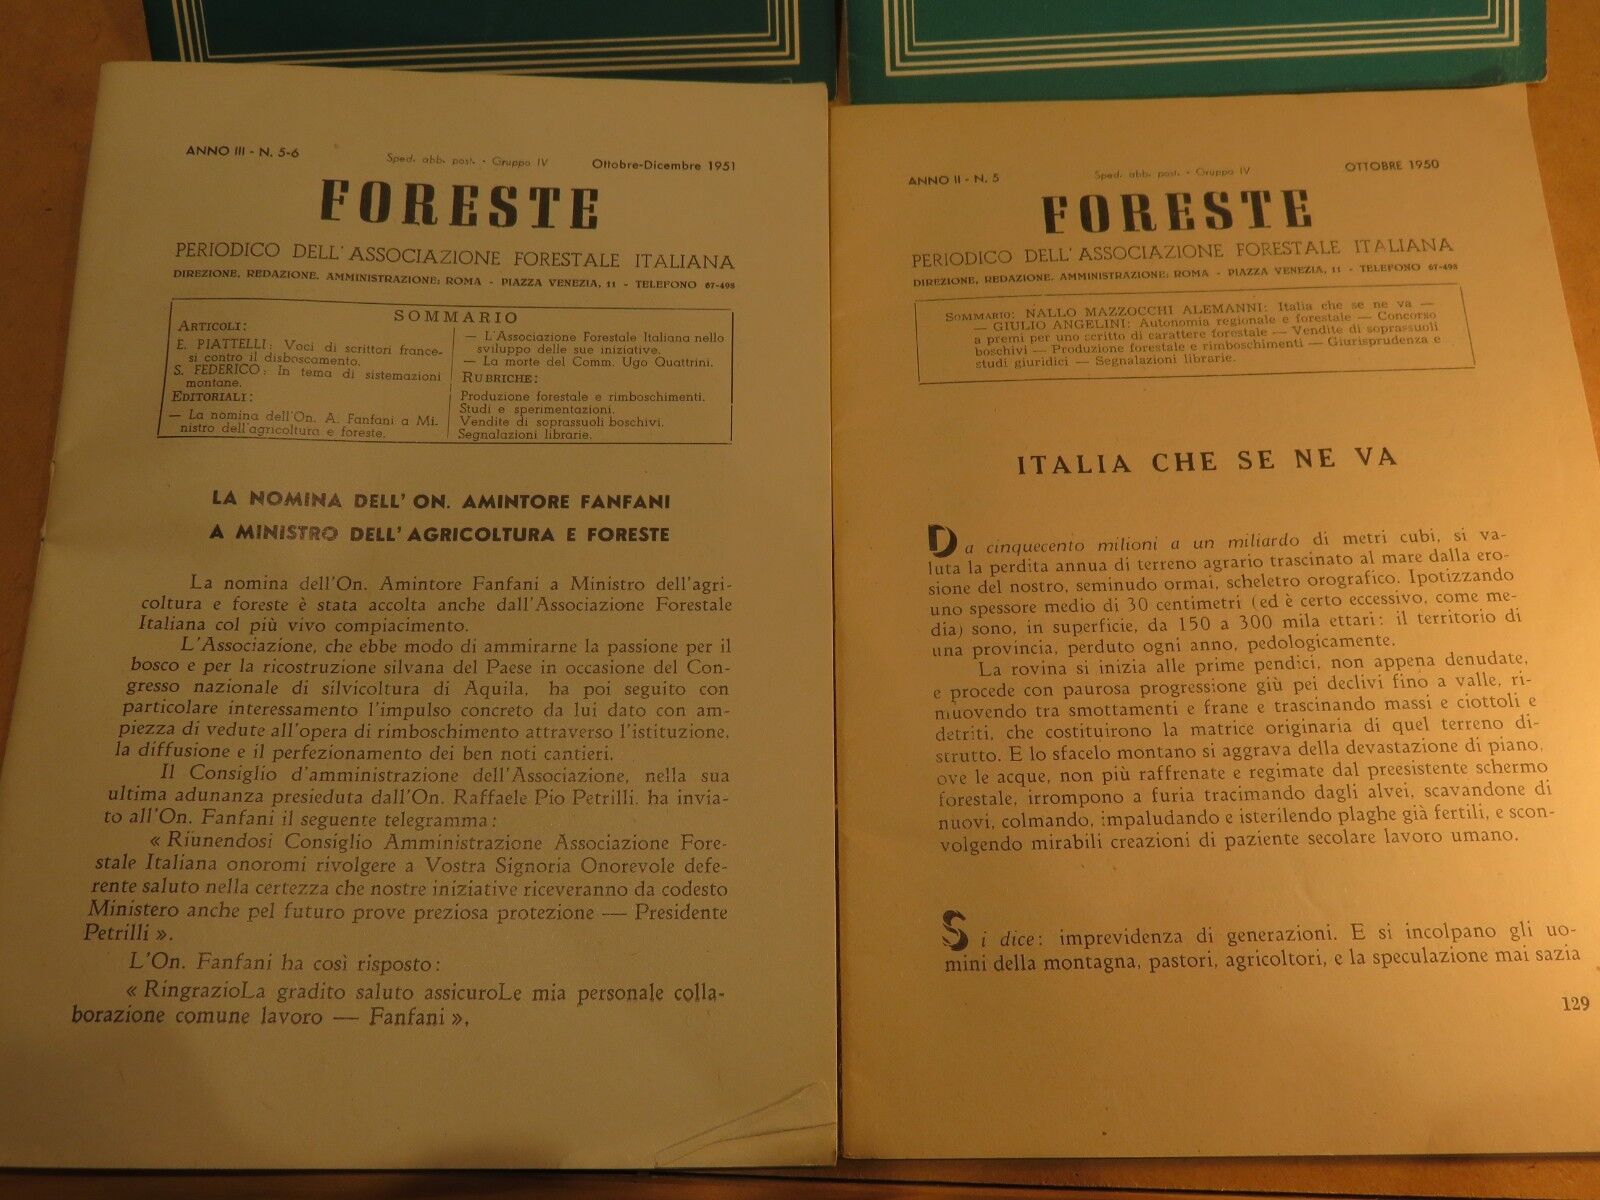 ANNO III - N. 5-6
Sped. abb. post. - Gruppo IV
Ottobre-Dicembre 1951
FORESTE
PERIODICO DELL'ASSOCIAZIONE FORESTALE ITALIANA
DIREZIONE, REDAZIONE, AMMINISTRAZIONE: ROMA - PIAZZA VENEZIA, 11 - TELEFONO 67-498
SOMMARIO
ARTICOLI:
E. PIATTELLI: Voci di scrittori france-
si contro il disboscamento.
S. FEDERICO: In tema di sistemazioni
montane.
EDITORIALI:
— La nomina dell'On. A. Fanfani a Mi-
nistro dell'agricoltura e foreste.
— L'Associazione Forestale Italiana nello
sviluppo delle sue iniziative.
— La morte del Comm. Ugo Quattrini.
RUBRICHE:
Produzione forestale e rimboschimenti.
Studi e sperimentazioni.
Vendite di soprassuoli boschivi.
Segnalazioni librarie.
LA NOMINA DELL'ON. AMINTORE FANFANI
A MINISTRO DELL'AGRICOLTURA E FORESTE
La nomina dell'On. Amintore Fanfani a Ministro dell'agri-
coltura e foreste è stata accolta anche dall'Associazione Forestale
Italiana col più vivo compiacimento.
L'Associazione, che ebbe modo di ammirarne la passione per il
bosco e per la ricostruzione silvana del Paese in occasione del Con-
gresso nazionale di silvicoltura di Aquila, ha poi seguito con
particolare interessamento l'impulso concreto da lui dato con am-
piezza di vedute all'opera di rimboschimento attraverso l'istituzione,
la diffusione e il perfezionamento dei ben noti cantieri.
Il Consiglio d'amministrazione dell'Associazione, nella sua
ultima adunanza presieduta dall'On. Raffaele Pio Petrilli, ha invia-
to all'On. Fanfani il seguente telegramma:
« Riunendosi Consiglio Amministrazione Associazione Fore-
stale Italiana onoromi rivolgere a Vostra Signoria Onorevole defe-
rente saluto nella certezza che nostre iniziative riceveranno da codesto
Ministero anche pel futuro prove preziosa protezione — Presidente
Petrilli ».
L'On. Fanfani ha così risposto:
« RingrazioLa gradito saluto assicuroLe mia personale colla-
borazione comune lavoro — Fanfani ».
ANNO II - N. 5
Sped. abb. post. - Gruppo IV
OTTOBRE 1950
FORESTE
PERIODICO DELL'ASSOCIAZIONE FORESTALE ITALIANA
DIREZIONE, REDAZIONE, AMMINISTRAZIONE: ROMA - PIAZZA VENEZIA, 11 - TELEFONO 67-498
SOMMARIO: NALLO MAZZOCCHI ALEMANNI: Italia che se ne va —
— GIULIO ANGELINI: Autonomia regionale e forestale — Concorso
a premi per uno scritto di carattere forestale — Vendite di soprassuoli
boschivi — Produzione forestale e rimboschimenti — Giurisprudenza e
studi giuridici — Segnalazioni librarie.
ITALIA CHE SE NE VA
Da cinquecento milioni a un miliardo di metri cubi, si va-
luta la perdita annua di terreno agrario trascinato al mare dalla ero-
sione del nostro, seminudo ormai, scheletro orografico. Ipotizzando
uno spessore medio di 30 centimetri (ed è certo eccessivo, come me-
dia) sono, in superficie, da 150 a 300 mila ettari: il territorio di
una provincia, perduto ogni anno, pedologicamente.
La rovina si inizia alle prime pendici, non appena denudate,
e procede con paurosa progressione giù pei declivi fino a valle, ri-
muovendo tra smottamenti e frane e trascinando massi e ciottoli e
detriti, che costituirono la matrice originaria di quel terreno di-
strutto. E lo sfacelo montano si aggrava della devastazione di piano,
ove le acque, non più raffrenate e regimate dal preesistente schermo
forestale, irrompono a furia tracimando dagli alvei, scavandone di
nuovi, colmando, impaludando e isterilendo plaghe già fertili, e scon-
volgendo mirabili creazioni di paziente secolare lavoro umano.
Si dice: imprevidenza di generazioni. E si incolpano gli uo-
mini della montagna, pastori, agricoltori, e la speculazione mai sazia
129